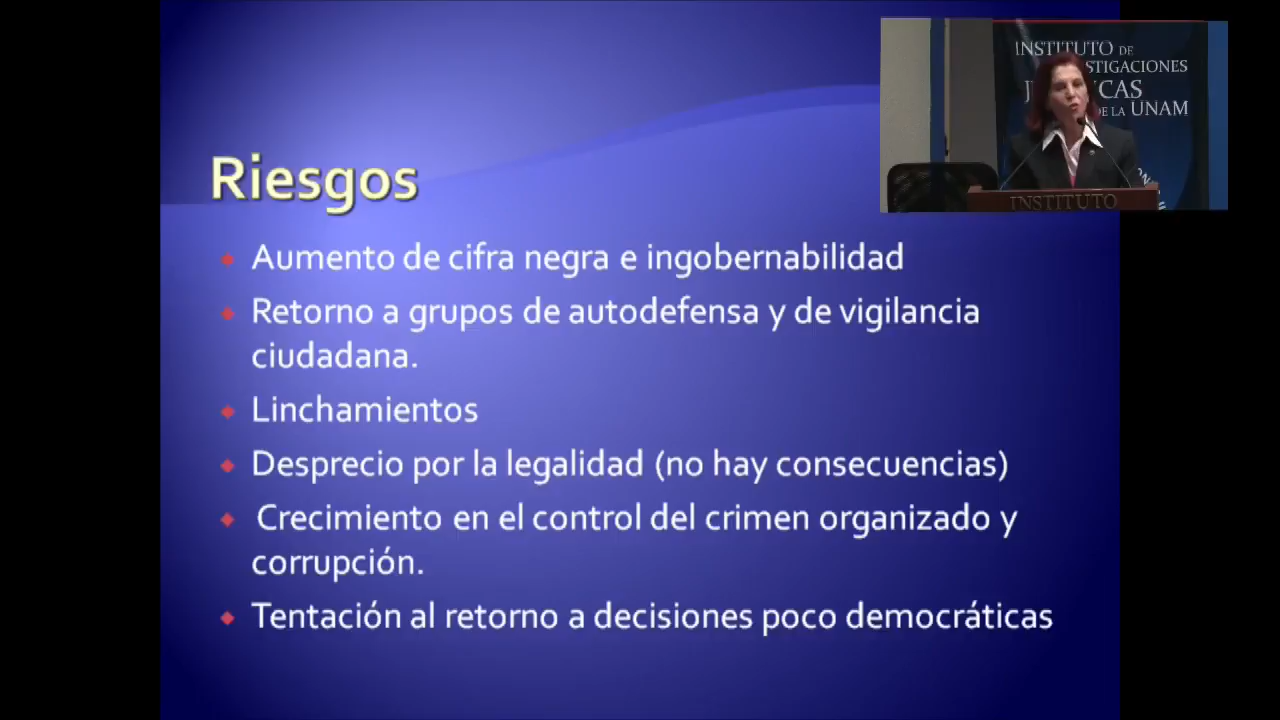 Riesgos
Aumento de cifra negra e ingobernabilidad
Retorno a grupos de autodefensa y de vigilancia
ciudadana.
Linchamientos
Desprecio por la legalidad (no hay consecuencias)
Crecimiento en el control del crimen organizado y
corrupción.
Tentación al retorno a decisiones poco democráticas
INSTITUTO DE
DE LA UNAM
INSTITUTO